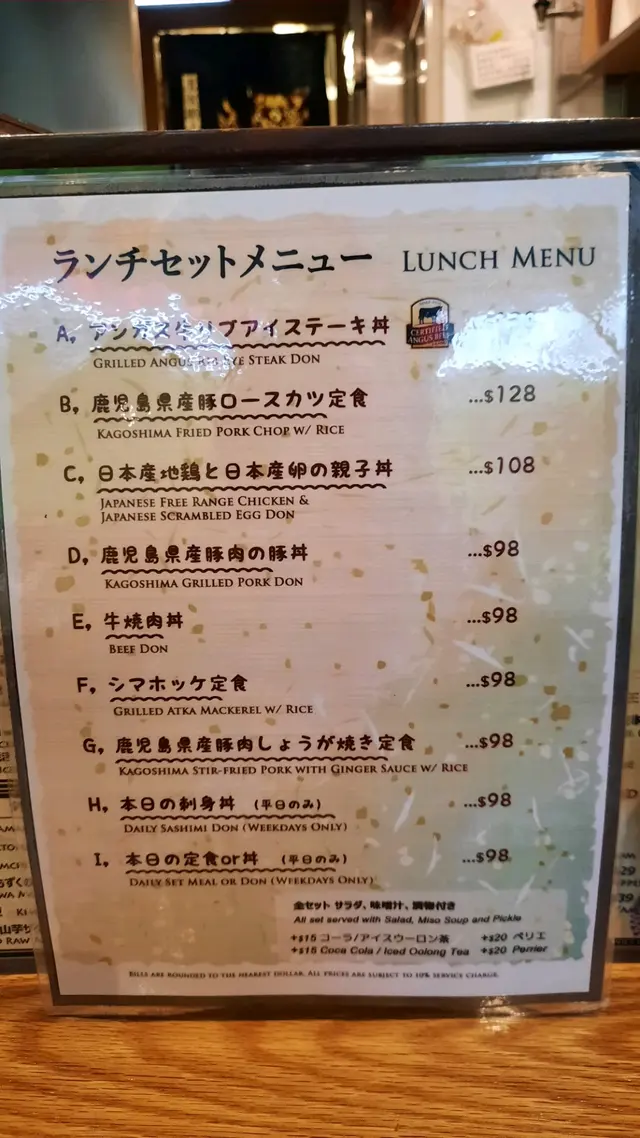 ランチセットメニュー LUNCH MENU
A, アンガス牛リブアイステーキ丼
CERTIFIED ANGUS BEEF
GRILLED ANGUS RIB EYE STEAK DON
B, 鹿児島県産豚ロースカツ定食 ...$128
KAGOSHIMA FRIED PORK CHOP W/ RICE
C, 日本産地鶏と日本産卵の親子丼 ...$108
JAPANESE FREE RANGE CHICKEN &
JAPANESE SCRAMBLED EGG DON
D, 鹿児島県産豚肉の豚丼 ...$98
KAGOSHIMA GRILLED PORK DON
E, 牛焼肉丼 ...$98
BEEF DON
F, シマホッケ定食 ...$98
GRILLED ATKA MACKEREL W/ RICE
G, 鹿児島県産豚肉しょうが焼き定食 ...$98
KAGOSHIMA STIR-FRIED PORK WITH GINGER SAUCE W/ RICE
H, 本日の刺身丼 (平日のみ) ...$98
DAILY SASHIMI DON (WEEKDAYS ONLY)
I, 本日の定食or丼 (平日のみ) ...$98
DAILY SET MEAL OR DON (WEEKDAYS ONLY)
全セット サラダ、味噌汁、漬物付き
All set served with Salad, Miso Soup and Pickle
+$15 コーラ/アイスウーロン茶 +$20 ペリエ
+$15 Coca Cola / Iced Oolong Tea +$20 Perrier
BILLS ARE ROUNDED TO THE NEAREST DOLLAR. ALL PRICES ARE SUBJECT TO 10% SERVICE CHARGE.